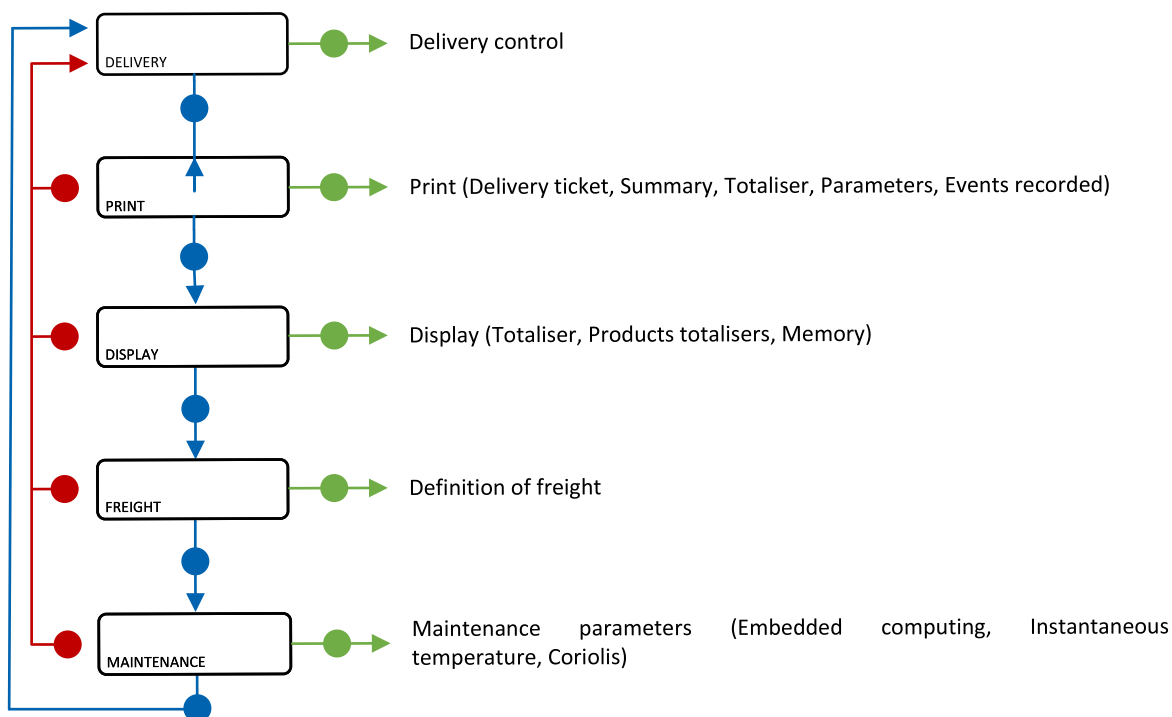 DELIVERY
Delivery control
PRINT
Print (Delivery ticket, Summary, Totaliser, Parameters, Events recorded)
DISPLAY
Display (Totaliser, Products totalisers, Memory)
FREIGHT
Definition of freight
MAINTENANCE
Maintenance parameters (Embedded computing, Instantaneous
temperature, Coriolis)